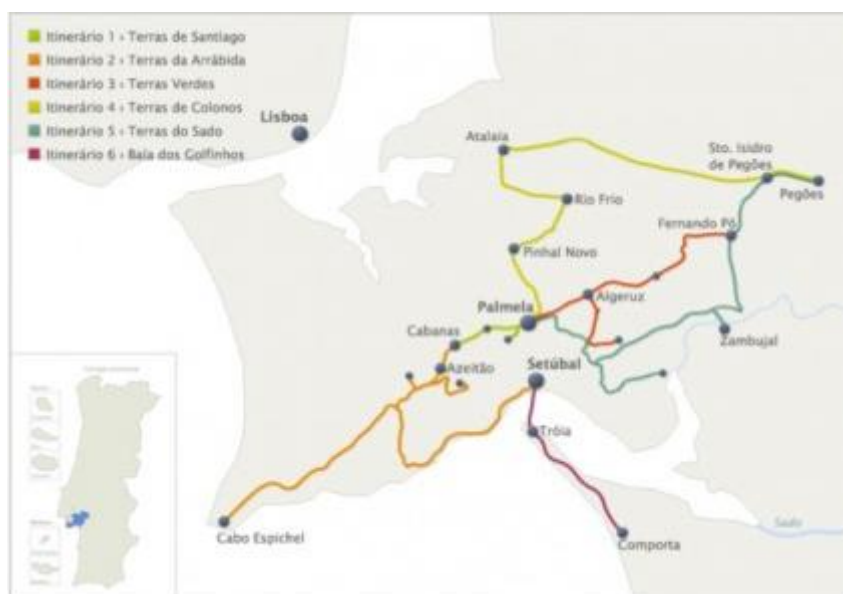 Itinerário 1 › Terras de Santiago
Itinerário 2 › Terras da Arrábida
Itinerário 3 › Terras Verdes
Itinerário 4 › Terras de Colonos
Itinerário 5 › Terras do Sado
Itinerário 6 › Baía dos Golfinhos
Lisboa
Atalaia
Sto. Isidro
de Pegões
Pegões
Rio Frio
Fernando Pó
Pinhal Novo
Algeruz
Palmela
Cabanas
Zambujal
Azeitão
Setúbal
Tróia
Cabo Espichel
Comporta
Sado